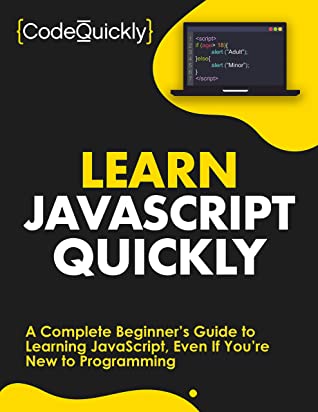 {CodeQuickly}
<script>
if (age> 18){
alert ("Adult");
}else{
alert ("Minor");
}
</script>
LEARN
JAVASCRIPT
QUICKLY
A Complete Beginner's Guide to
Learning JavaScript, Even If You're
New to Programming